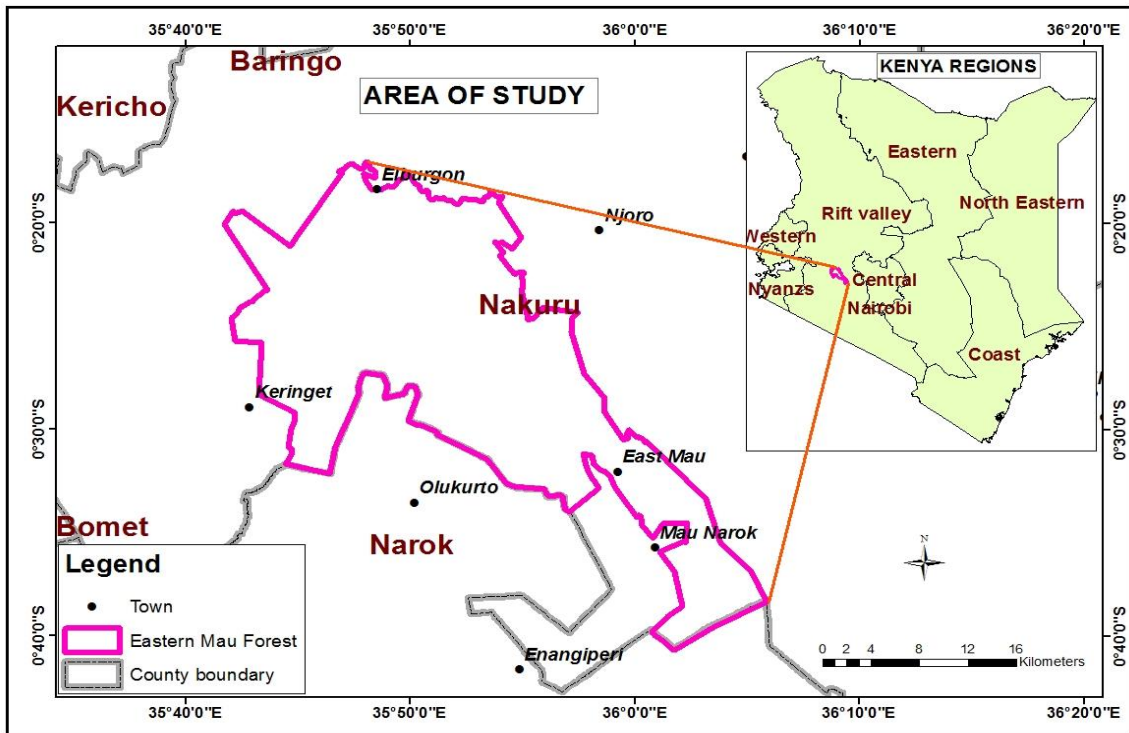 35°40'0"E
35°50'0"E
36°0'0"E
36°10'0"E
36°20'0"E
Baringo
Kericho
AREA OF STUDY
KENYA REGIONS
Eastern
North Eastern
Rift valley
Western
Nyanzs
Central
Nairobi
Coast
Elburgon
0°20'0"S
Njoro
0°20'0"S
Nakuru
Keringet
0°30'0"S
0°30'0"S
East Mau
Olukurto
Bomet
Narok
Mau Narok
N
Legend
Town
Eastern Mau Forest
County boundary
0°40'0"S
Enangiperi
0°40'0"S
0 2 4 8 12 16
Kilometers
35°40'0"E
35°50'0"E
36°0'0"E
36°10'0"E
36°20'0"E